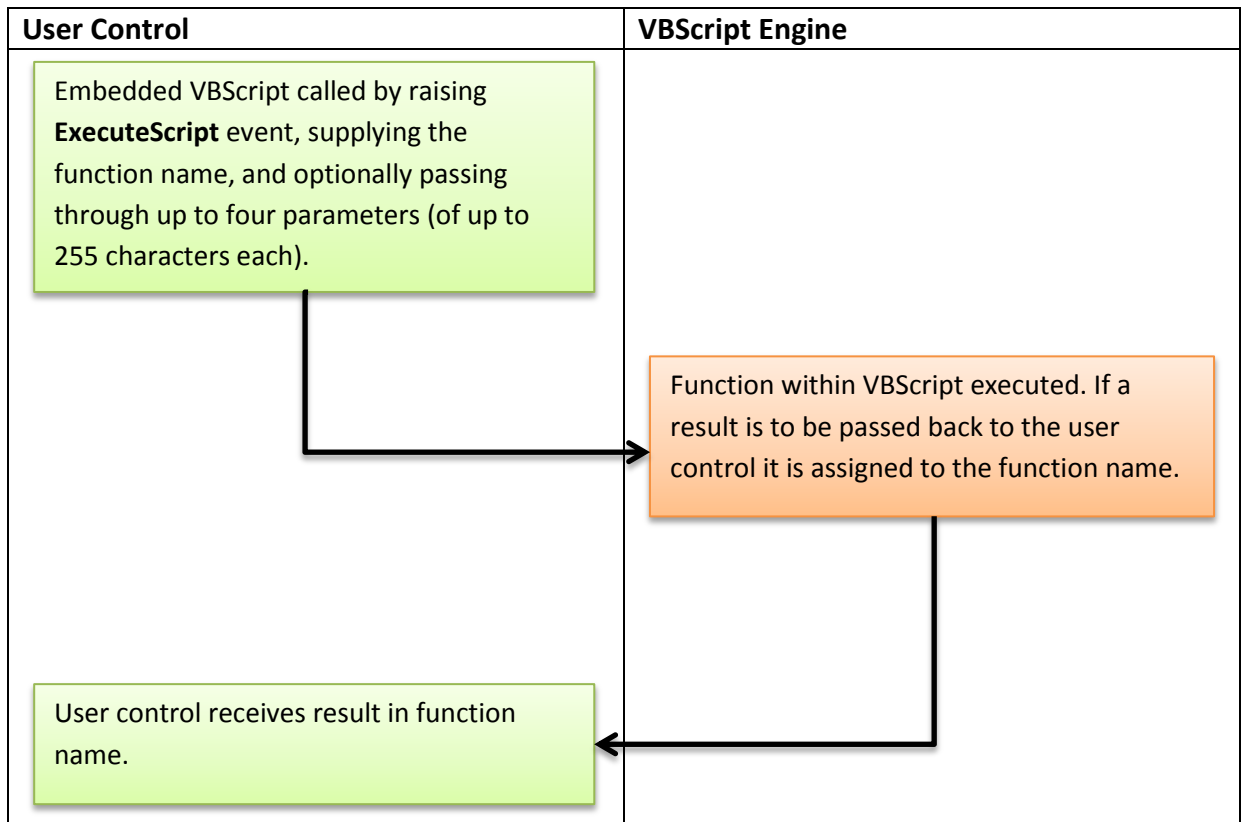 User Control
VBScript Engine
Embedded VBScript called by raising
ExecuteScript event, supplying the
function name, and optionally passing
through up to four parameters (of up to
255 characters each).
Function within VBScript executed. If a
result is to be passed back to the user
control it is assigned to the function name.
User control receives result in function
name.